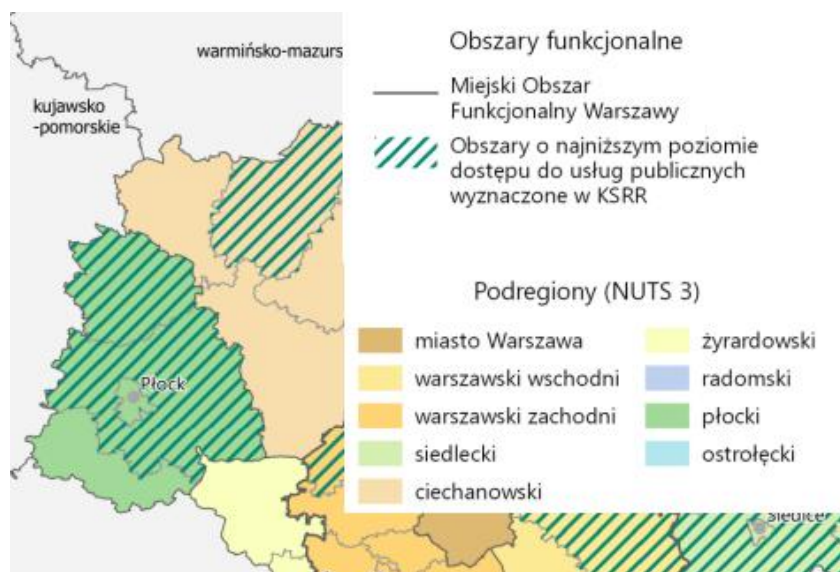 warmińsko-mazurs
kujawsko
-pomorskie
Płock
Obszary funkcjonalne
Miejski Obszar
Funkcjonalny Warszawy
Obszary o najniższym poziomie
dostępu do usług publicznych
wyznaczone w KSRR
Podregiony (NUTS 3)
miasto Warszawa
warszawski wschodni
warszawski zachodni
siedlecki
ciechanowski
żyrardowski
radomski
płocki
ostrołęcki